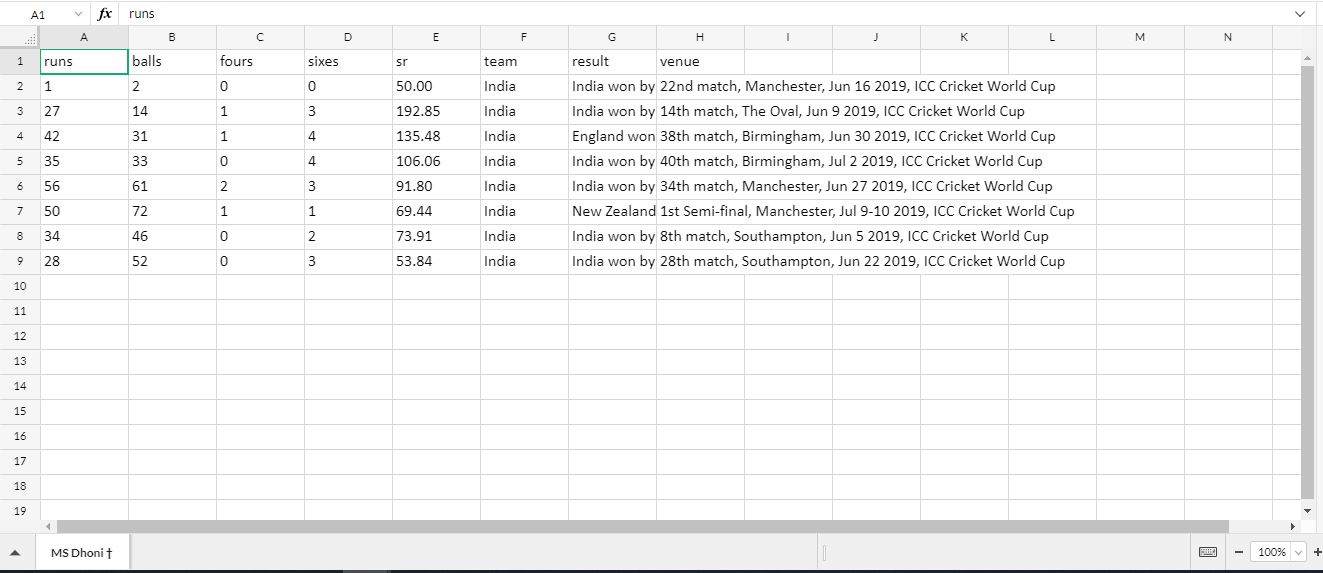 A1 fx runs
A B C D E F G H I J K L M N
1 runs balls fours sixes sr team result venue
2 1 2 0 0 50.00 India India won by 22nd match, Manchester, Jun 16 2019, ICC Cricket World Cup
3 27 14 1 3 192.85 India India won by 14th match, The Oval, Jun 9 2019, ICC Cricket World Cup
4 42 31 1 4 135.48 India England won 38th match, Birmingham, Jun 30 2019, ICC Cricket World Cup
5 35 33 0 4 106.06 India India won by 40th match, Birmingham, Jul 2 2019, ICC Cricket World Cup
6 56 61 2 3 91.80 India India won by 34th match, Manchester, Jun 27 2019, ICC Cricket World Cup
7 50 72 1 1 69.44 India New Zealand 1st Semi-final, Manchester, Jul 9-10 2019, ICC Cricket World Cup
8 34 46 0 2 73.91 India India won by 8th match, Southampton, Jun 5 2019, ICC Cricket World Cup
9 28 52 0 3 53.84 India India won by 28th match, Southampton, Jun 22 2019, ICC Cricket World Cup
10
11
12
13
14
15
16
17
18
19
MS Dhoni † 100%